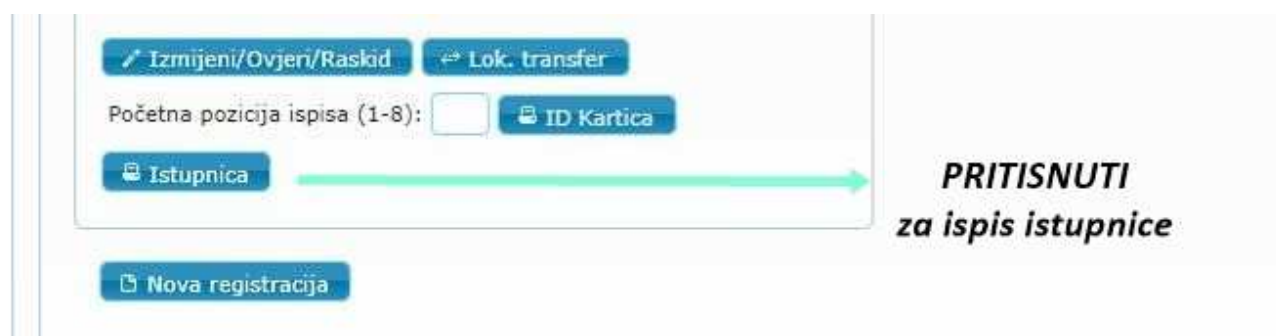 Izmijeni/Ovjeri/Raskid Lok. transfer
Početna pozicija ispisa (1-8): ID Kartica
Istupnica
PRITISNUTI
za ispis istupnice
Nova registracija